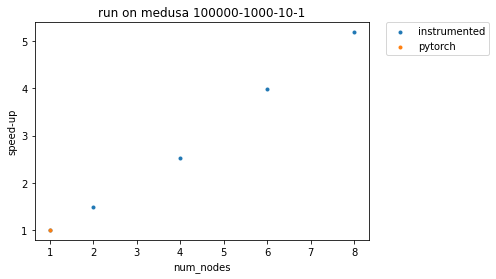 run on medusa 100000-1000-10-1
instrumented
pytorch
speed-up
5
4
3
2
1
1 2 3 4 5 6 7 8
num_nodes